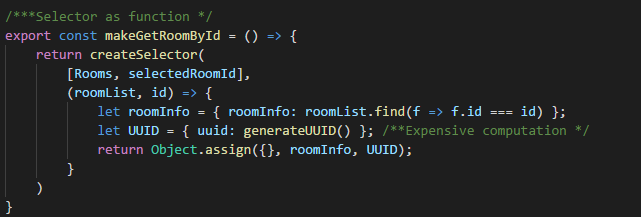 /***Selector as function */
export const makeGetRoomById = () => {
return createSelector(
[Rooms, selectedRoomId],
(roomList, id) => {
let roomInfo = { roomInfo: roomList.find(f => f.id === id) };
let UUID = { uuid: generateUUID() }; /**Expensive computation */
return Object.assign({}, roomInfo, UUID);
}
)
}